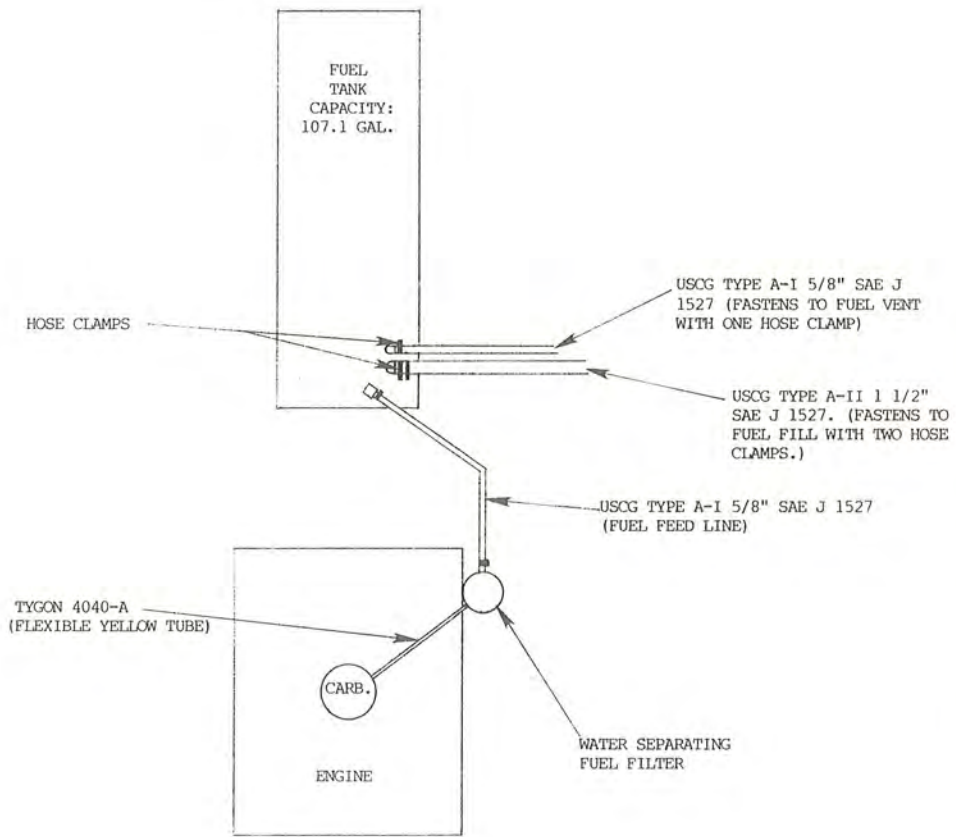 FUEL
TANK
CAPACITY:
107.1 GAL.
USCG TYPE A-I 5/8" SAE J
1527 (FASTENS TO FUEL VENT
WITH ONE HOSE CLAMP)
HOSE CLAMPS
USCG TYPE A-II 1 1/2"
SAE J 1527. (FASTENS TO
FUEL FILL WITH TWO HOSE
CLAMPS.)
USCG TYPE A-I 5/8" SAE J 1527
(FUEL FEED LINE)
TYGON 4040-A
(FLEXIBLE YELLOW TUBE)
CARB.
WATER SEPARATING
FUEL FILTER
ENGINE